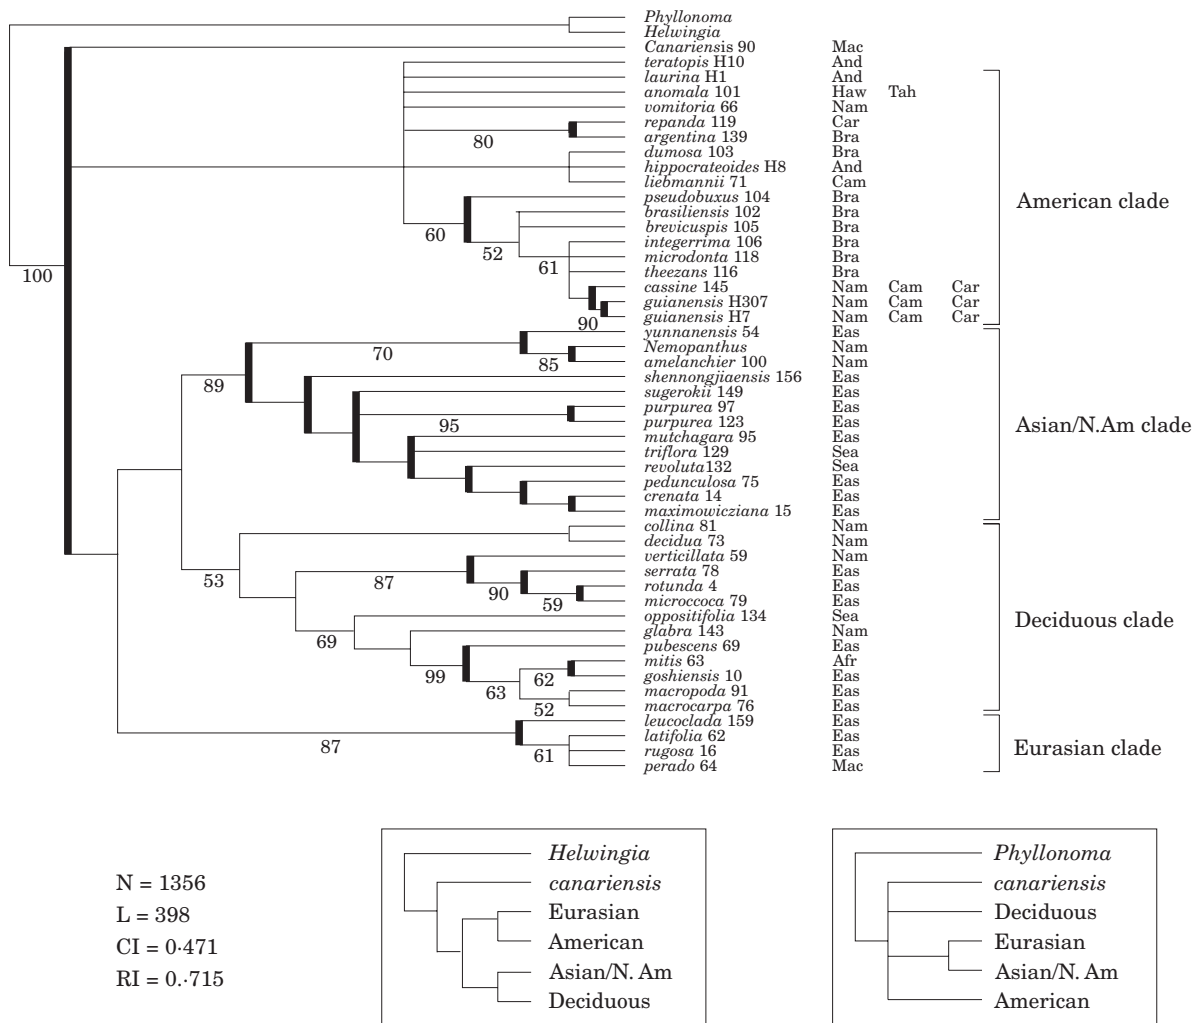 Phyllonoma
Helwingia
Canariensis 90 Mac
teratopis H10 And
laurina H1 And
anomala 101 Haw Tah
vomitoria 66 Nam
repanda 119 Car
80
argentina 139 Bra
dumosa 103 Bra
hippocrateoides H8 And
liebmannii 71 Cam
pseudobuxus 104 Bra
American clade
brasiliensis 102 Bra
60
brevicuspis 105 Bra
52
integerrima 106 Bra
microdonta 118 Bra
61
theezans 116 Bra
100
cassine 145 Nam Cam Car
guianensis H307 Nam Cam Car
guianensis H7 Nam Cam Car
90
yunnanensis 54 Eas
Nemopanthus Nam
70
amelanchier 100 Nam
85
shennongjiaensis 156 Eas
89
sugerokii 149 Eas
purpurea 97 Eas
purpurea 123 Eas
95
Asian/N.Am clade
mutchagara 95 Eas
triflora 129 Sea
revoluta132 Sea
pedunculosa 75 Eas
crenata 14 Eas
maximowicziana 15 Eas
collina 81 Nam
decidua 73 Nam
verticillata 59 Nam
serrata 78 Eas
53
87
rotunda 4 Eas
90
microccoca 79 Eas
59
oppositifolia 134 Sea
Deciduous clade
glabra 143 Nam
69
pubescens 69 Eas
mitis 63 Afr
99
62
goshiensis 10 Eas
63
macropoda 91 Eas
macrocarpa 76 Eas
52
leucoclada 159 Eas
latifolia 62 Eas
87
rugosa 16 Eas
61
Eurasian clade
perado 64 Mac
N = 1356
L = 398
CI = 0·471
RI = 0.·715
Helwingia
canariensis
Eurasian
American
Asian/N. Am
Deciduous
Phyllonoma
canariensis
Deciduous
Eurasian
Asian/N. Am
American